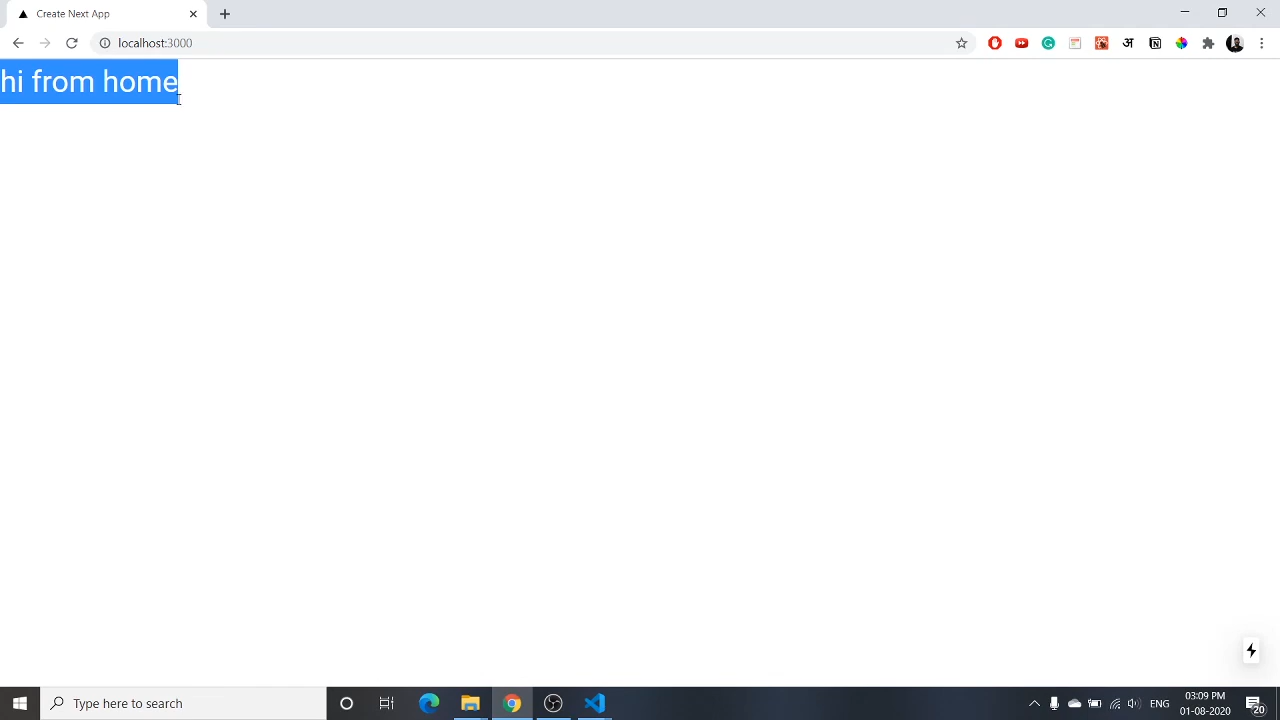 Create Next App
localhost:3000
अ
hi from home
Type here to search
ENG
03:09 PM
01-08-2020
20